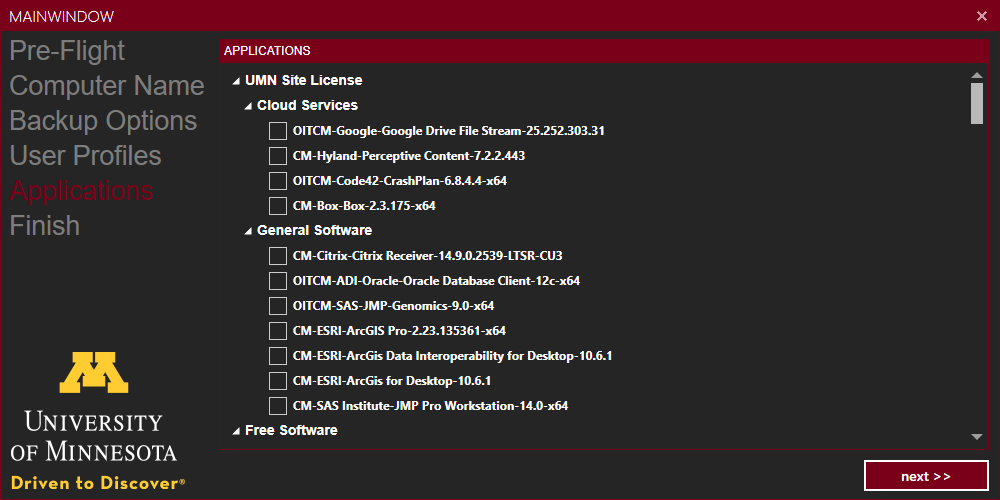 MAINWINDOW
Pre-Flight
Computer Name
Backup Options
User Profiles
Applications
Finish
APPLICATIONS
UMN Site License
Cloud Services
OITCM-Google-Google Drive File Stream-25.252.303.31
CM-Hyland-Perceptive Content-7.2.2.443
OITCM-Code42-CrashPlan-6.8.4.4-x64
CM-Box-Box-2.3.175-x64
General Software
CM-Citrix-Citrix Receiver-14.9.0.2539-LTSR-CU3
OITCM-ADI-Oracle-Oracle Database Client-12c-x64
OITCM-SAS-JMP-Genomics-9.0-x64
CM-ESRI-ArcGIS Pro-2.23.135361-x64
CM-ESRI-ArcGis Data Interoperability for Desktop-10.6.1
CM-ESRI-ArcGis for Desktop-10.6.1
CM-SAS Institute-JMP Pro Workstation-14.0-x64
Free Software
M
UNIVERSITY
OF MINNESOTA
Driven to Discover®
next >>